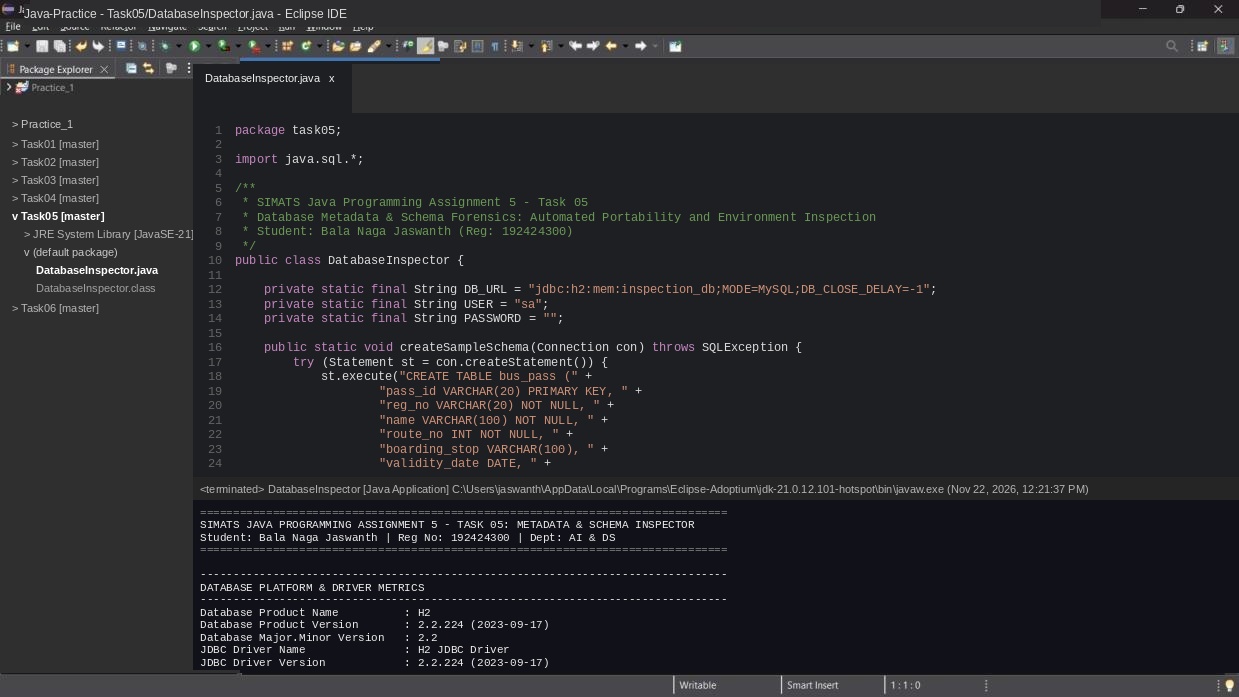 Java-Practice - Task05/DatabaseInspector.java - Eclipse IDE
File Edit Source Refactor Navigate Search Project Run Window Help
Package Explorer
Practice_1
> Practice_1
> Task01 [master]
> Task02 [master]
> Task03 [master]
> Task04 [master]
v Task05 [master]
> JRE System Library [JavaSE-21]
v (default package)
DatabaseInspector.java
DatabaseInspector.class
> Task06 [master]
DatabaseInspector.java x
1 package task05;
2
3 import java.sql.*;
4
5 /**
6 * SIMATS Java Programming Assignment 5 - Task 05
7 * Database Metadata & Schema Forensics: Automated Portability and Environment Inspection
8 * Student: Bala Naga Jaswanth (Reg: 192424300)
9 */
10 public class DatabaseInspector {
11
12 private static final String DB_URL = "jdbc:h2:mem:inspection_db;MODE=MySQL;DB_CLOSE_DELAY=-1";
13 private static final String USER = "sa";
14 private static final String PASSWORD = "";
15
16 public static void createSampleSchema(Connection con) throws SQLException {
17 try (Statement st = con.createStatement()) {
18 st.execute("CREATE TABLE bus_pass (" +
19 "pass_id VARCHAR(20) PRIMARY KEY, " +
20 "reg_no VARCHAR(20) NOT NULL, " +
21 "name VARCHAR(100) NOT NULL, " +
22 "route_no INT NOT NULL, " +
23 "boarding_stop VARCHAR(100), " +
24 "validity_date DATE, " +
<terminated> DatabaseInspector [Java Application] C:\Users\jaswanth\AppData\Local\Programs\Eclipse-Adoptium\jdk-21.0.12.101-hotspot\bin\javaw.exe (Nov 22, 2026, 12:21:37 PM)
================================================================================
SIMATS JAVA PROGRAMMING ASSIGNMENT 5 - TASK 05: METADATA & SCHEMA INSPECTOR
Student: Bala Naga Jaswanth | Reg No: 192424300 | Dept: AI & DS
================================================================================
--------------------------------------------------------------------------------
DATABASE PLATFORM & DRIVER METRICS
--------------------------------------------------------------------------------
Database Product Name : H2
Database Product Version : 2.2.224 (2023-09-17)
Database Major.Minor Version : 2.2
JDBC Driver Name : H2 JDBC Driver
JDBC Driver Version : 2.2.224 (2023-09-17)
Writable
Smart Insert
1 : 1 : 0